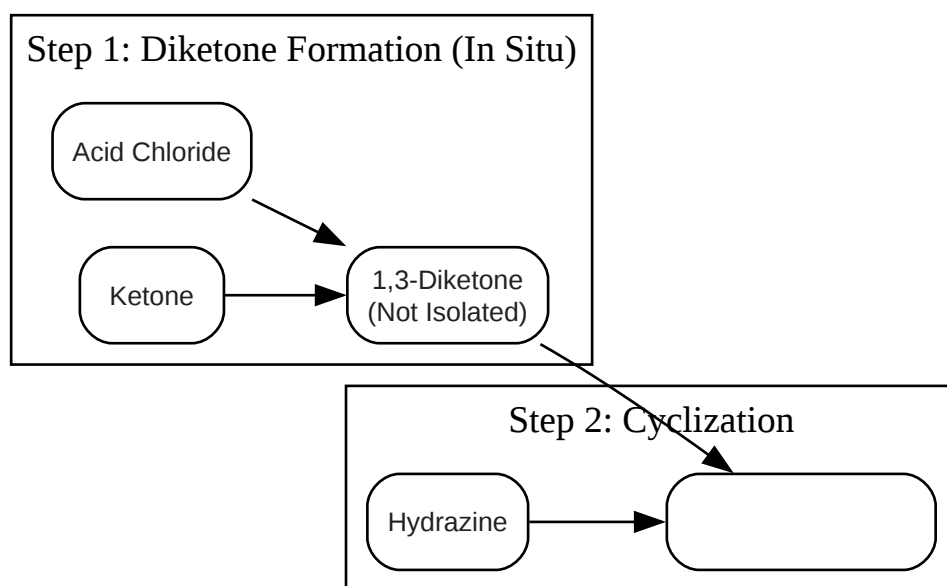 Step 1: Diketone Formation (In Situ)
Acid Chloride
Ketone
1,3-Diketone
(Not Isolated)
Step 2: Cyclization
Hydrazine